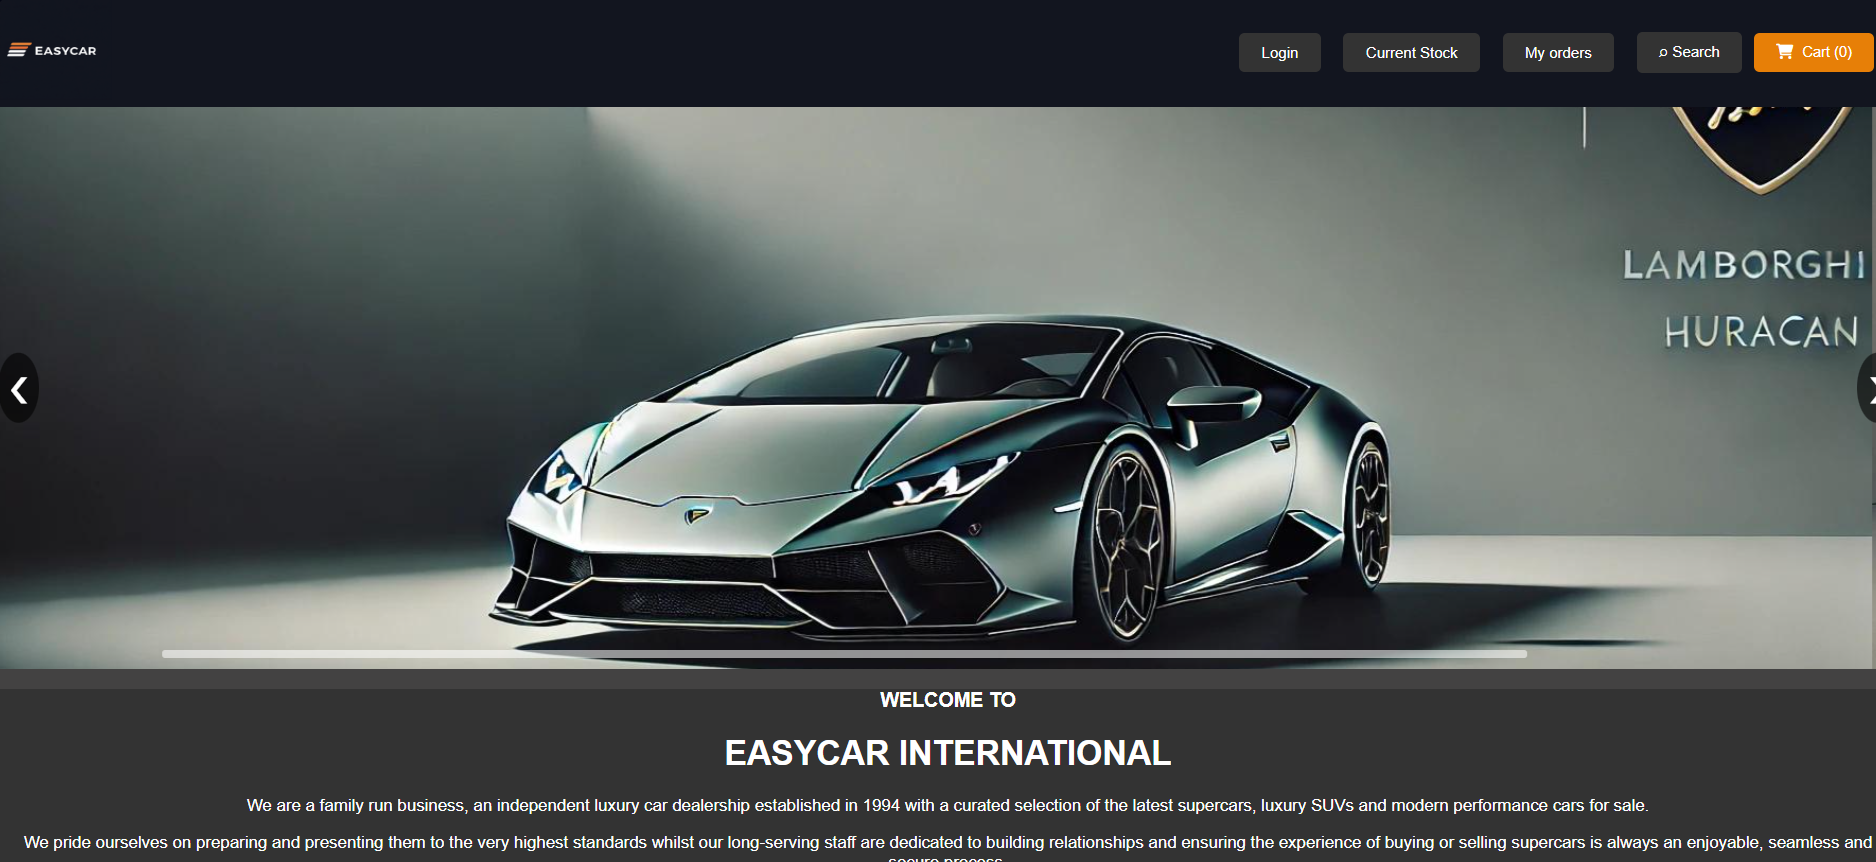 EASYCAR
Login
Current Stock
My orders
Search
Cart (0)
LAMBORGHI
HURACAN
WELCOME TO
EASYCAR INTERNATIONAL
We are a family run business, an independent luxury car dealership established in 1994 with a curated selection of the latest supercars, luxury SUVs and modern performance cars for sale.
We pride ourselves on preparing and presenting them to the very highest standards whilst our long-serving staff are dedicated to building relationships and ensuring the experience of buying or selling supercars is always an enjoyable, seamless and
secure process.